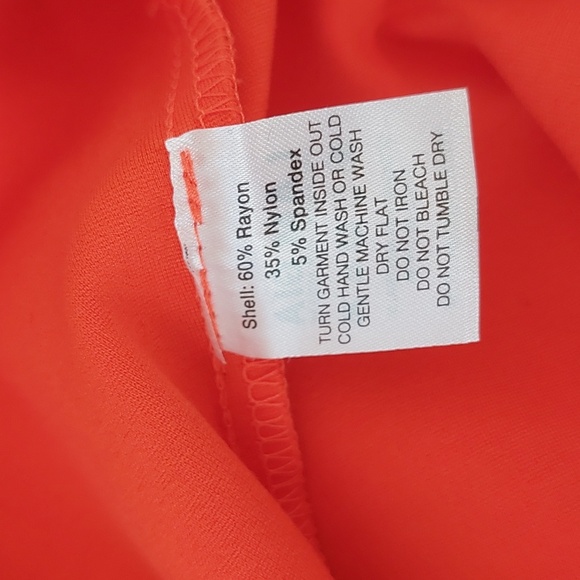 Shell: 60% Rayon
35% Nylon
5% Spandex
TURN GARMENT INSIDE OUT
COLD HAND WASH OR COLD
GENTLE MACHINE WASH
DRY FLAT
DO NOT IRON
DO NOT BLEACH
DO NOT TUMBLE DRY